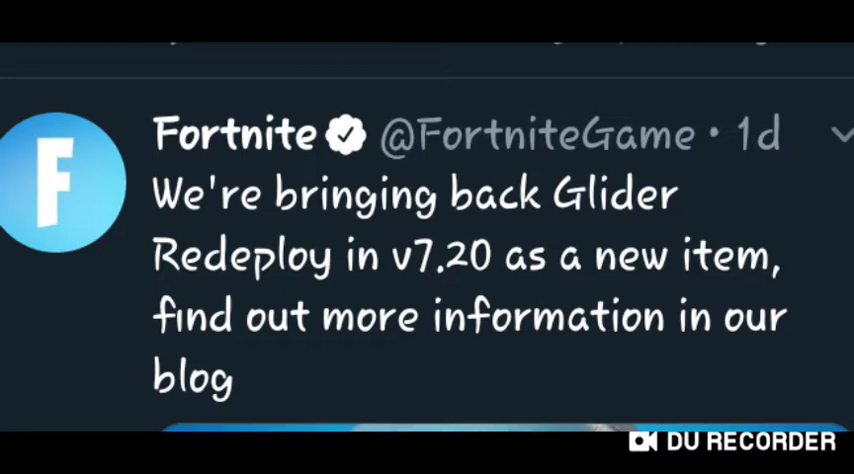 Fortnite @FortniteGame • 1d
We're bringing back Glider
Redeploy in v7.20 as a new item,
find out more information in our
blog
DU RECORDER